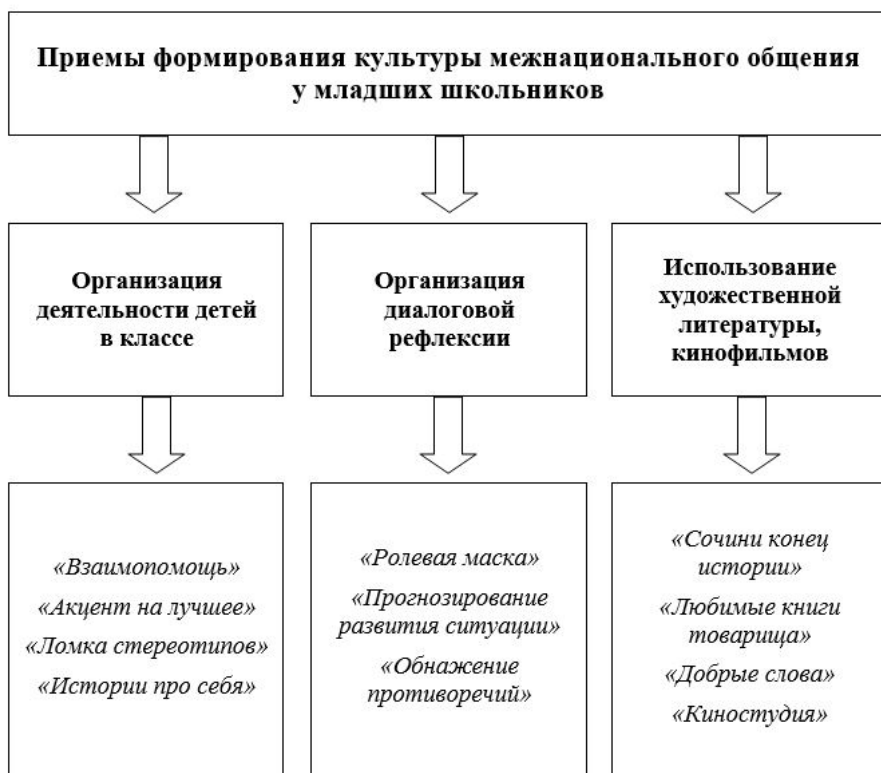 Приемы формирования культуры межнационального общения
у младших школьников
Организация
деятельности детей
в классе
Организация
диалоговой
рефлексии
Использование
художественной
литературы,
кинофильмов
«Взаимопомощь»
«Акцент на лучшее»
«Ломка стереотипов»
«Истории про себя»
«Ролевая маска»
«Прогнозирование
развития ситуации»
«Обнажение
противоречий»
«Сочини конец
истории»
«Любимые книги
товарища»
«Добрые слова»
«Киностудия»